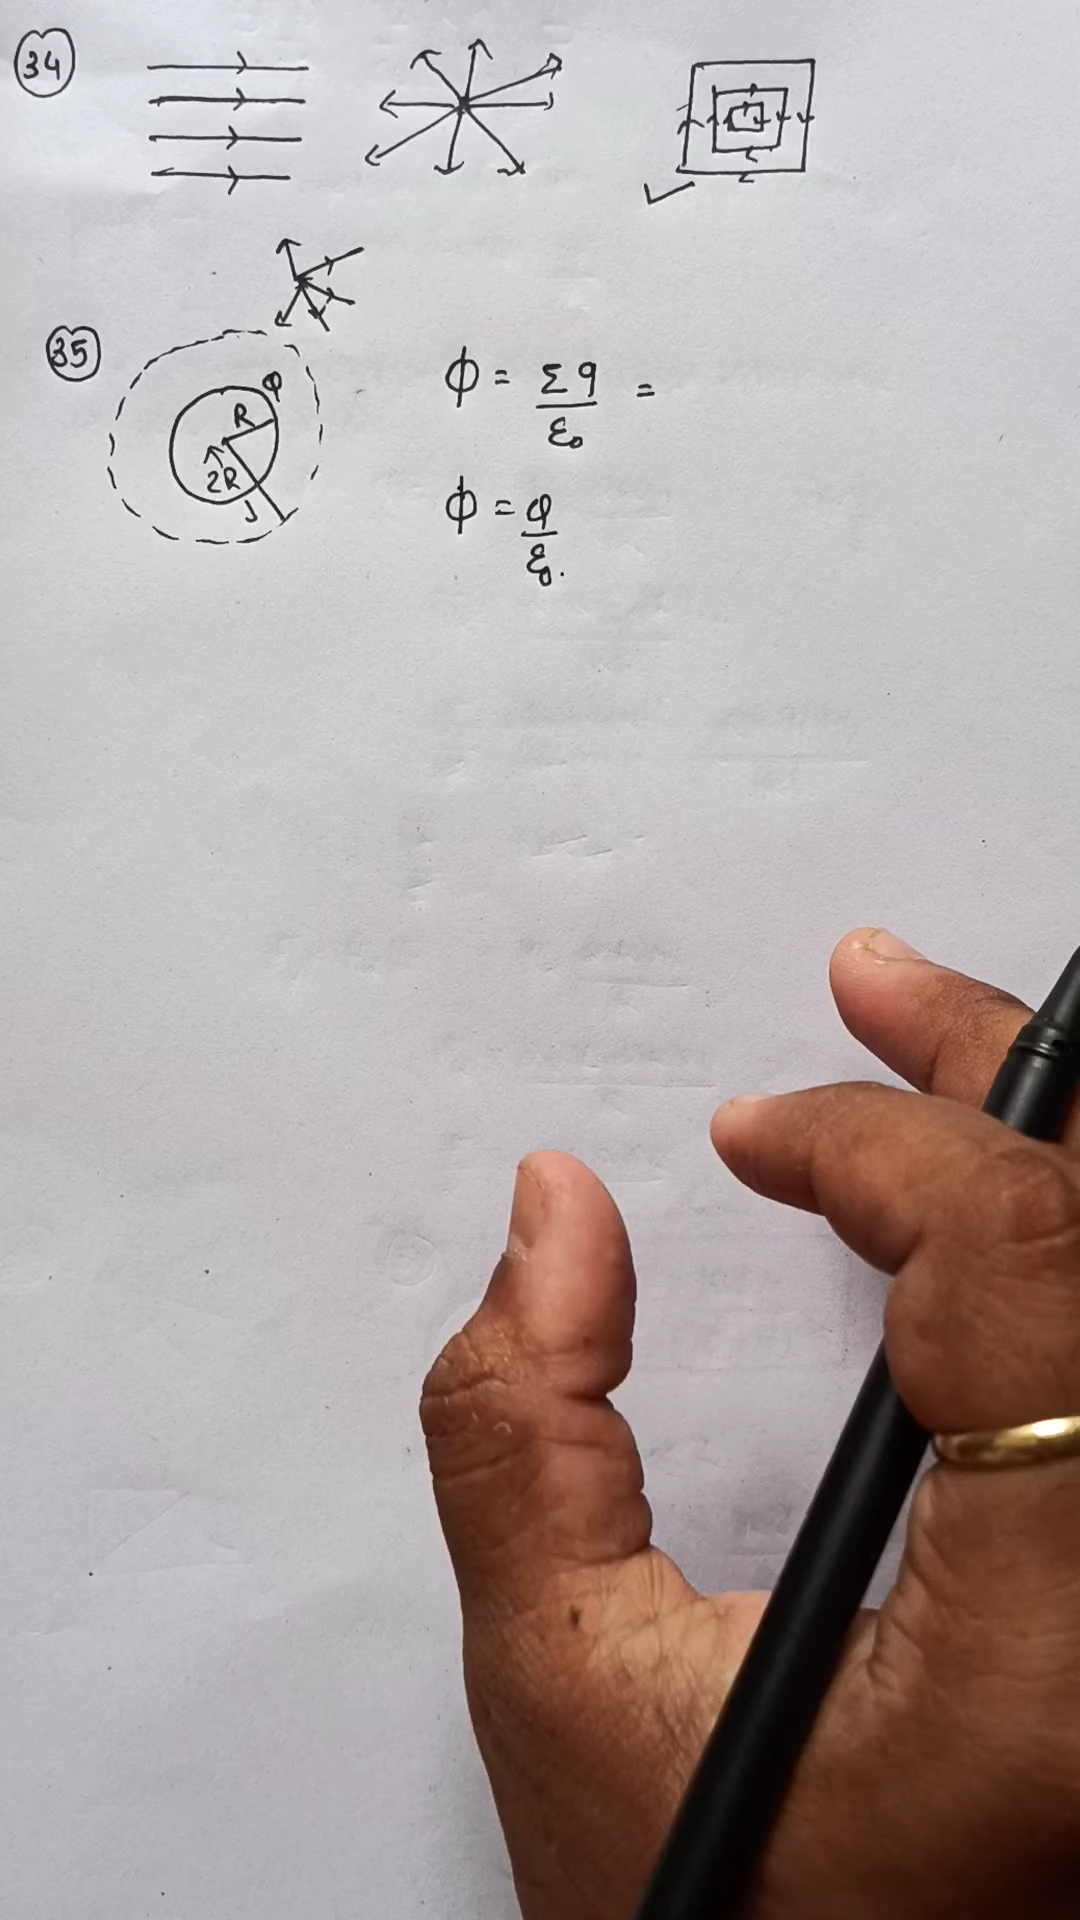 34
35
Q
R
2R
ϕ = Σq/ε₀ =
ϕ = Q/ε₀.